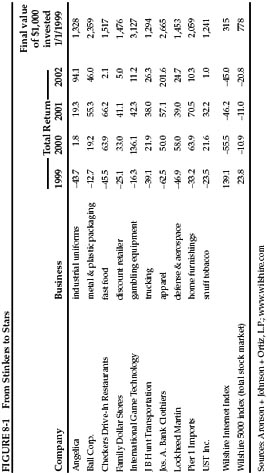 FIGURE 8-1 From Stinkers to Stars
Total Return Final value of $1,000 invested 1/1/1999
Company Business 1999 2000 2001 2002
Angelica industrial uniforms –43.7 1.8 19.3 94.1 1,328
Ball Corp. metal & plastic packaging –12.7 19.2 55.3 46.0 2,359
Checkers Drive-In Restaurants fast food –45.5 63.9 66.2 2.1 1,517
Family Dollar Stores discount retailer –25.1 33.0 41.1 5.0 1,476
International Game Technology gambling equipment –16.3 136.1 42.3 11.2 3,127
J B Hunt Transportation trucking –39.1 21.9 38.0 26.3 1,294
Jos. A. Bank Clothiers apparel –62.5 50.0 57.1 201.6 2,665
Lockheed Martin defense & aerospace –46.9 58.0 39.0 24.7 1,453
Pier 1 Imports home furnishings –33.2 63.9 70.5 10.3 2,059
UST Inc. snuff tobacco –23.5 21.6 32.2 1.0 1,241
Wilshire Internet Index 139.1 –55.5 –46.2 –45.0 315
Wilshire 5000 index (total stock market) 23.8 –10.9 –11.0 –20.8 778
Sources: Aronson + Johnson + Ortiz, L.P.; www.wilshire.com